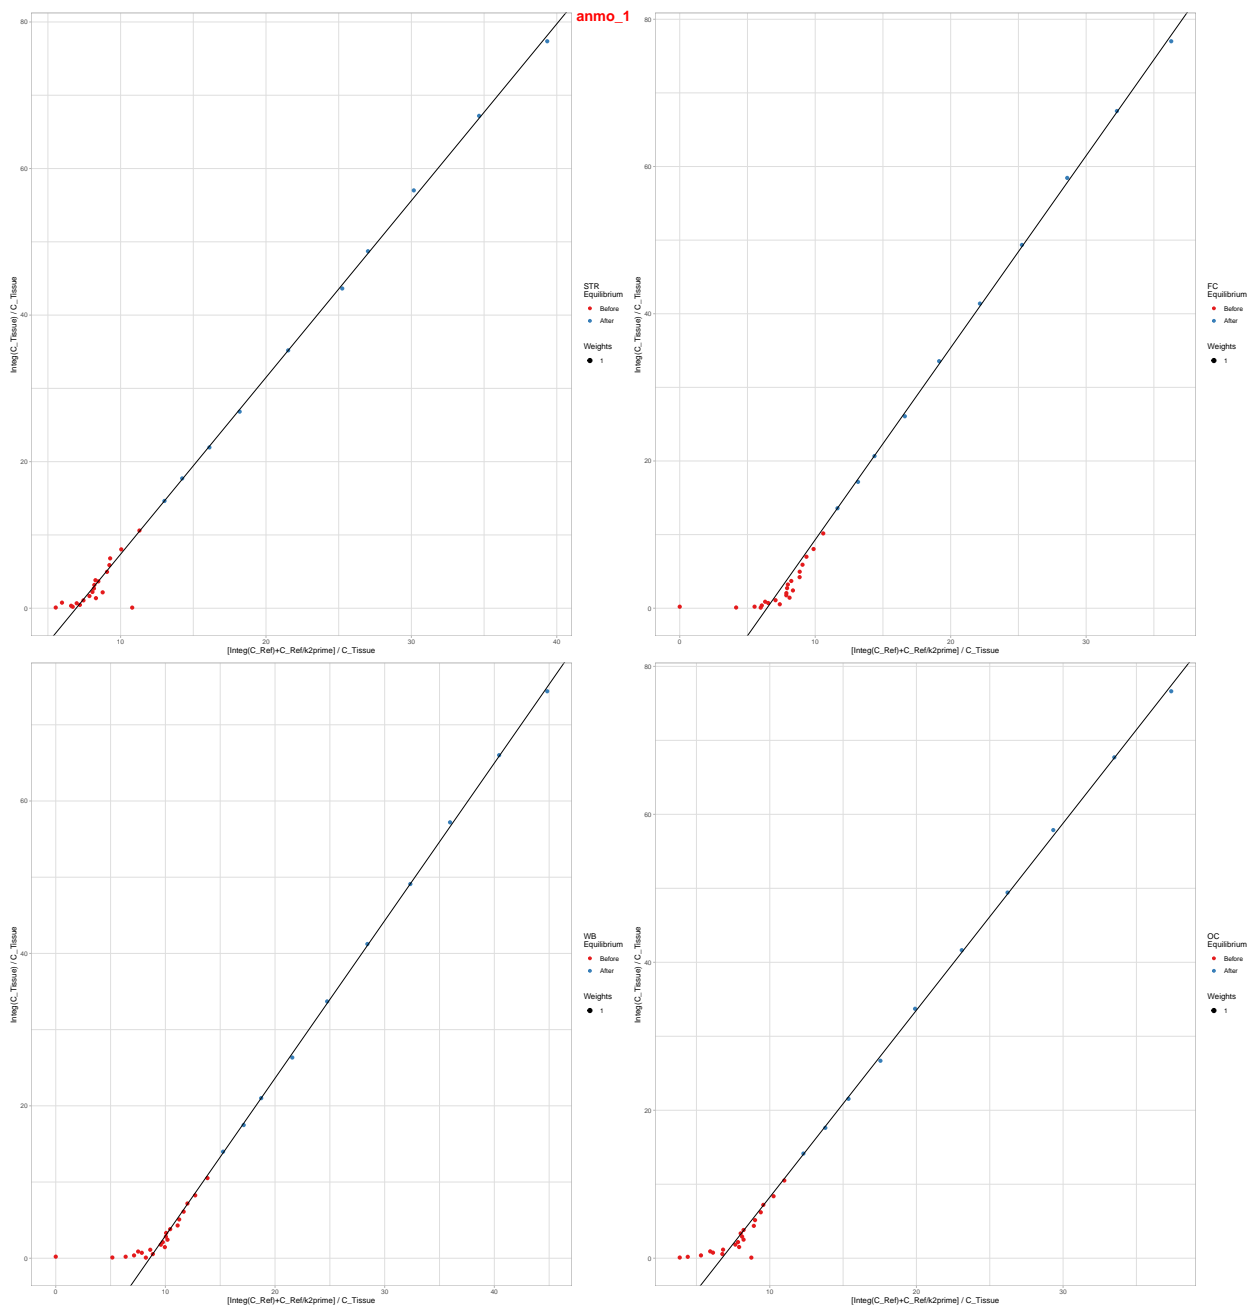 anmo_1
80
60
40
20
0
10
20
30
40
Integ(C_Tissue) / C_Tissue
[Integ(C_Ref)+C_Ref/k2prime] / C_Tissue
STR
Equilibrium
Before
After
Weights
1
80
60
40
20
0
0
10
20
30
Integ(C_Tissue) / C_Tissue
[Integ(C_Ref)+C_Ref/k2prime] / C_Tissue
FC
Equilibrium
Before
After
Weights
1
60
40
20
0
0
10
20
30
40
Integ(C_Tissue) / C_Tissue
[Integ(C_Ref)+C_Ref/k2prime] / C_Tissue
WB
Equilibrium
Before
After
Weights
1
80
60
40
20
0
10
20
30
Integ(C_Tissue) / C_Tissue
[Integ(C_Ref)+C_Ref/k2prime] / C_Tissue
OC
Equilibrium
Before
After
Weights
1